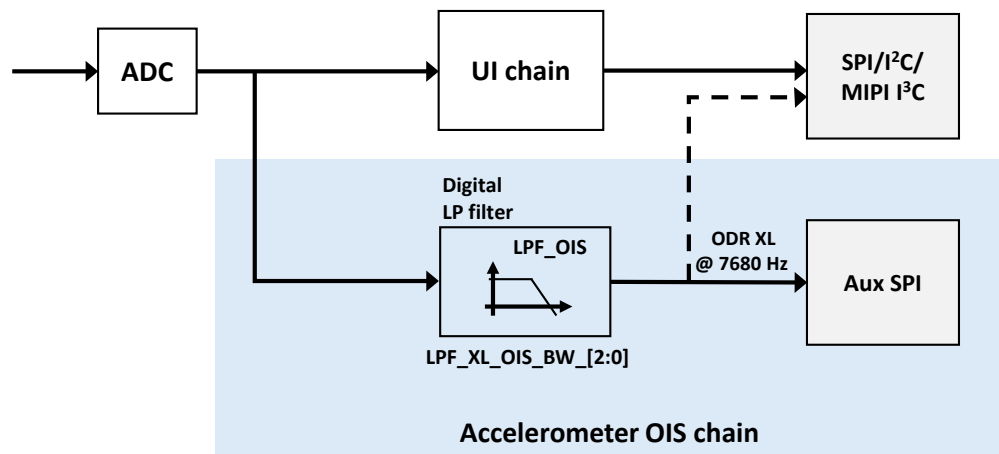 ADC
UI chain
SPI/I²C/
MIPI I³C
Digital
LP filter
LPF_OIS
ODR XL
@ 7680 Hz
Aux SPI
LPF_XL_OIS_BW_[2:0]
Accelerometer OIS chain